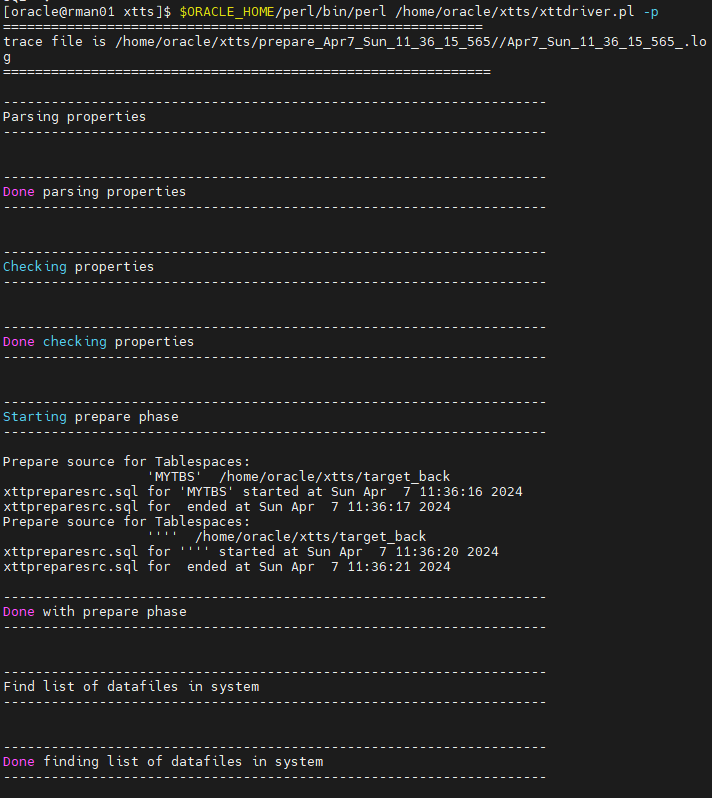 [oracle@rman01 xtts]$ $ORACLE_HOME/perl/bin/perl /home/oracle/xtts/xttdriver.pl -p
============================================================
trace file is /home/oracle/xtts/prepare_Apr7_Sun_11_36_15_565//Apr7_Sun_11_36_15_565_.lo
g
=============================================================

--------------------------------------------------------------------
Parsing properties
--------------------------------------------------------------------


--------------------------------------------------------------------
Done parsing properties
--------------------------------------------------------------------


--------------------------------------------------------------------
Checking properties
--------------------------------------------------------------------


--------------------------------------------------------------------
Done checking properties
--------------------------------------------------------------------


--------------------------------------------------------------------
Starting prepare phase
--------------------------------------------------------------------

Prepare source for Tablespaces:
                  'MYTBS'  /home/oracle/xtts/target_back
xttpreparesrc.sql for 'MYTBS' started at Sun Apr  7 11:36:16 2024
xttpreparesrc.sql for  ended at Sun Apr  7 11:36:17 2024
Prepare source for Tablespaces:
                  ''''  /home/oracle/xtts/target_back
xttpreparesrc.sql for '''' started at Sun Apr  7 11:36:20 2024
xttpreparesrc.sql for  ended at Sun Apr  7 11:36:21 2024

--------------------------------------------------------------------
Done with prepare phase
--------------------------------------------------------------------


--------------------------------------------------------------------
Find list of datafiles in system
--------------------------------------------------------------------


--------------------------------------------------------------------
Done finding list of datafiles in system
--------------------------------------------------------------------